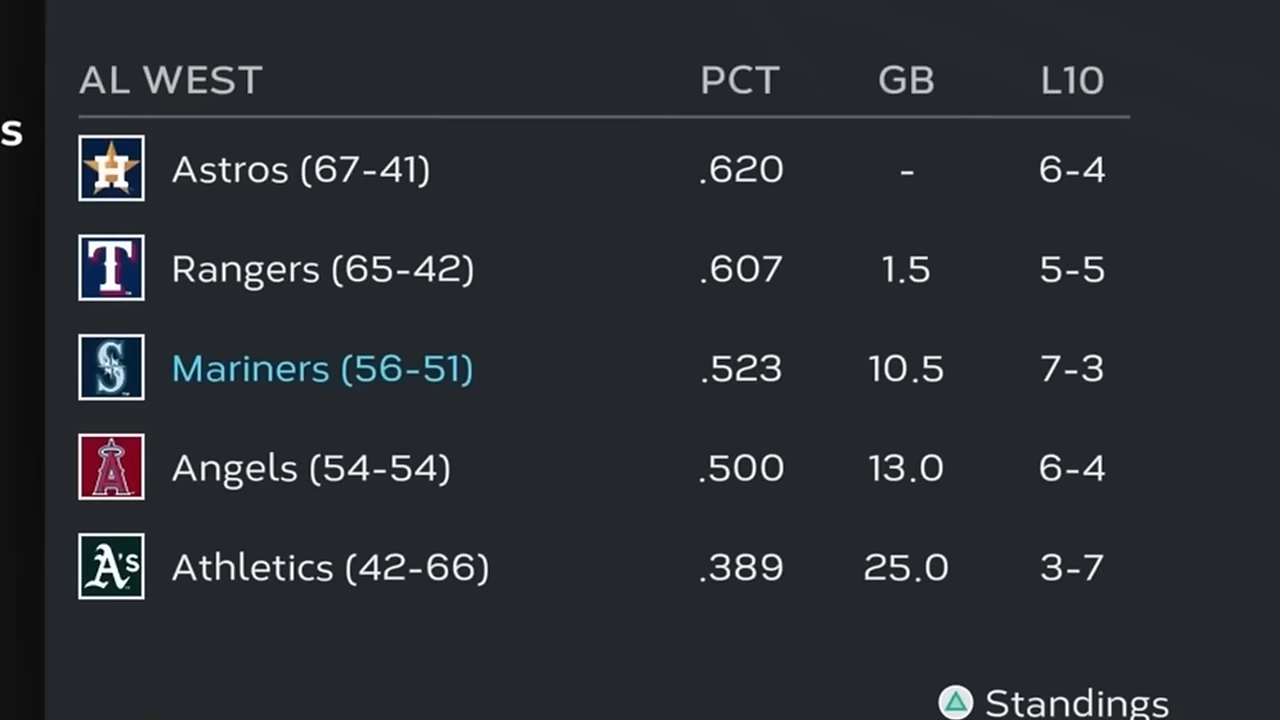 AL WEST PCT GB L10
S
Astros (67-41) .620 - 6-4
Rangers (65-42) .607 1.5 5-5
Mariners (56-51) .523 10.5 7-3
Angels (54-54) .500 13.0 6-4
A's Athletics (42-66) .389 25.0 3-7
Standings